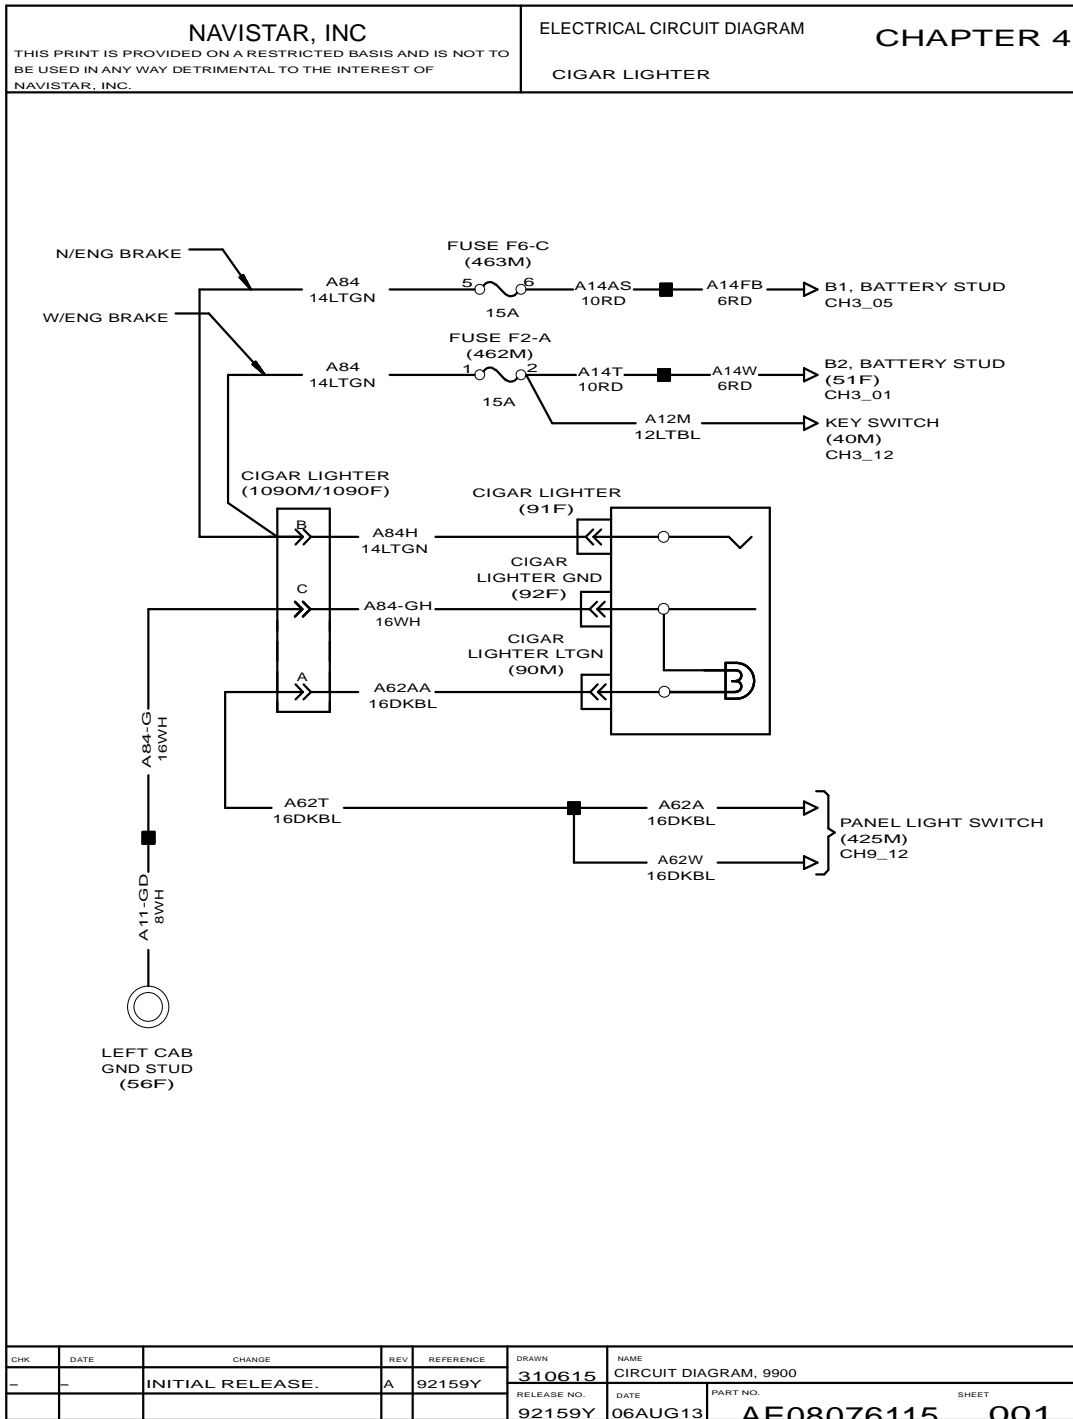 NAVISTAR, INC
THIS PRINT IS PROVIDED ON A RESTRICTED BASIS AND IS NOT TO
BE USED IN ANY WAY DETRIMENTAL TO THE INTEREST OF
NAVISTAR, INC.
ELECTRICAL CIRCUIT DIAGRAM
CIGAR LIGHTER
CHAPTER 4
N/ENG BRAKE
A84
14LTGN
FUSE F6-C
(463M)
5
6
15A
A14AS
10RD
A14FB
6RD
B1, BATTERY STUD
CH3_05
W/ENG BRAKE
A84
14LTGN
FUSE F2-A
(462M)
1
2
15A
A14T
10RD
A14W
6RD
B2, BATTERY STUD
(51F)
CH3_01
A12M
12LTBL
KEY SWITCH
(40M)
CH3_12
CIGAR LIGHTER
(1090M/1090F)
B
A84H
14LTGN
CIGAR LIGHTER
(91F)
C
A84-GH
16WH
CIGAR
LIGHTER GND
(92F)
A
A62AA
16DKBL
CIGAR
LIGHTER LTGN
(90M)
A84-G
16WH
A62T
16DKBL
A62A
16DKBL
A62W
16DKBL
PANEL LIGHT SWITCH
(425M)
CH9_12
A11-GD
8WH
LEFT CAB
GND STUD
(56F)
CHK
DATE
CHANGE
REV
REFERENCE
–
–
INITIAL RELEASE.
A
92159Y
DRAWN
310615
NAME
CIRCUIT DIAGRAM, 9900
RELEASE NO.
92159Y
DATE
06AUG13
PART NO.
AE08076115
SHEET
001